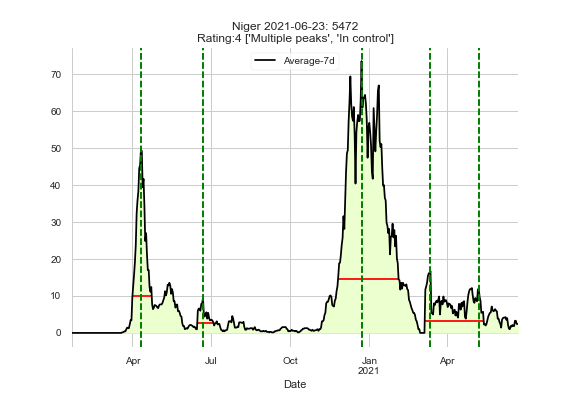 Niger 2021-06-23: 5472
Rating:4 ['Multiple peaks', 'In control']
Average-7d
70
60
50
40
30
20
10
0
Apr
Jul
Oct
Jan
2021
Apr
Date